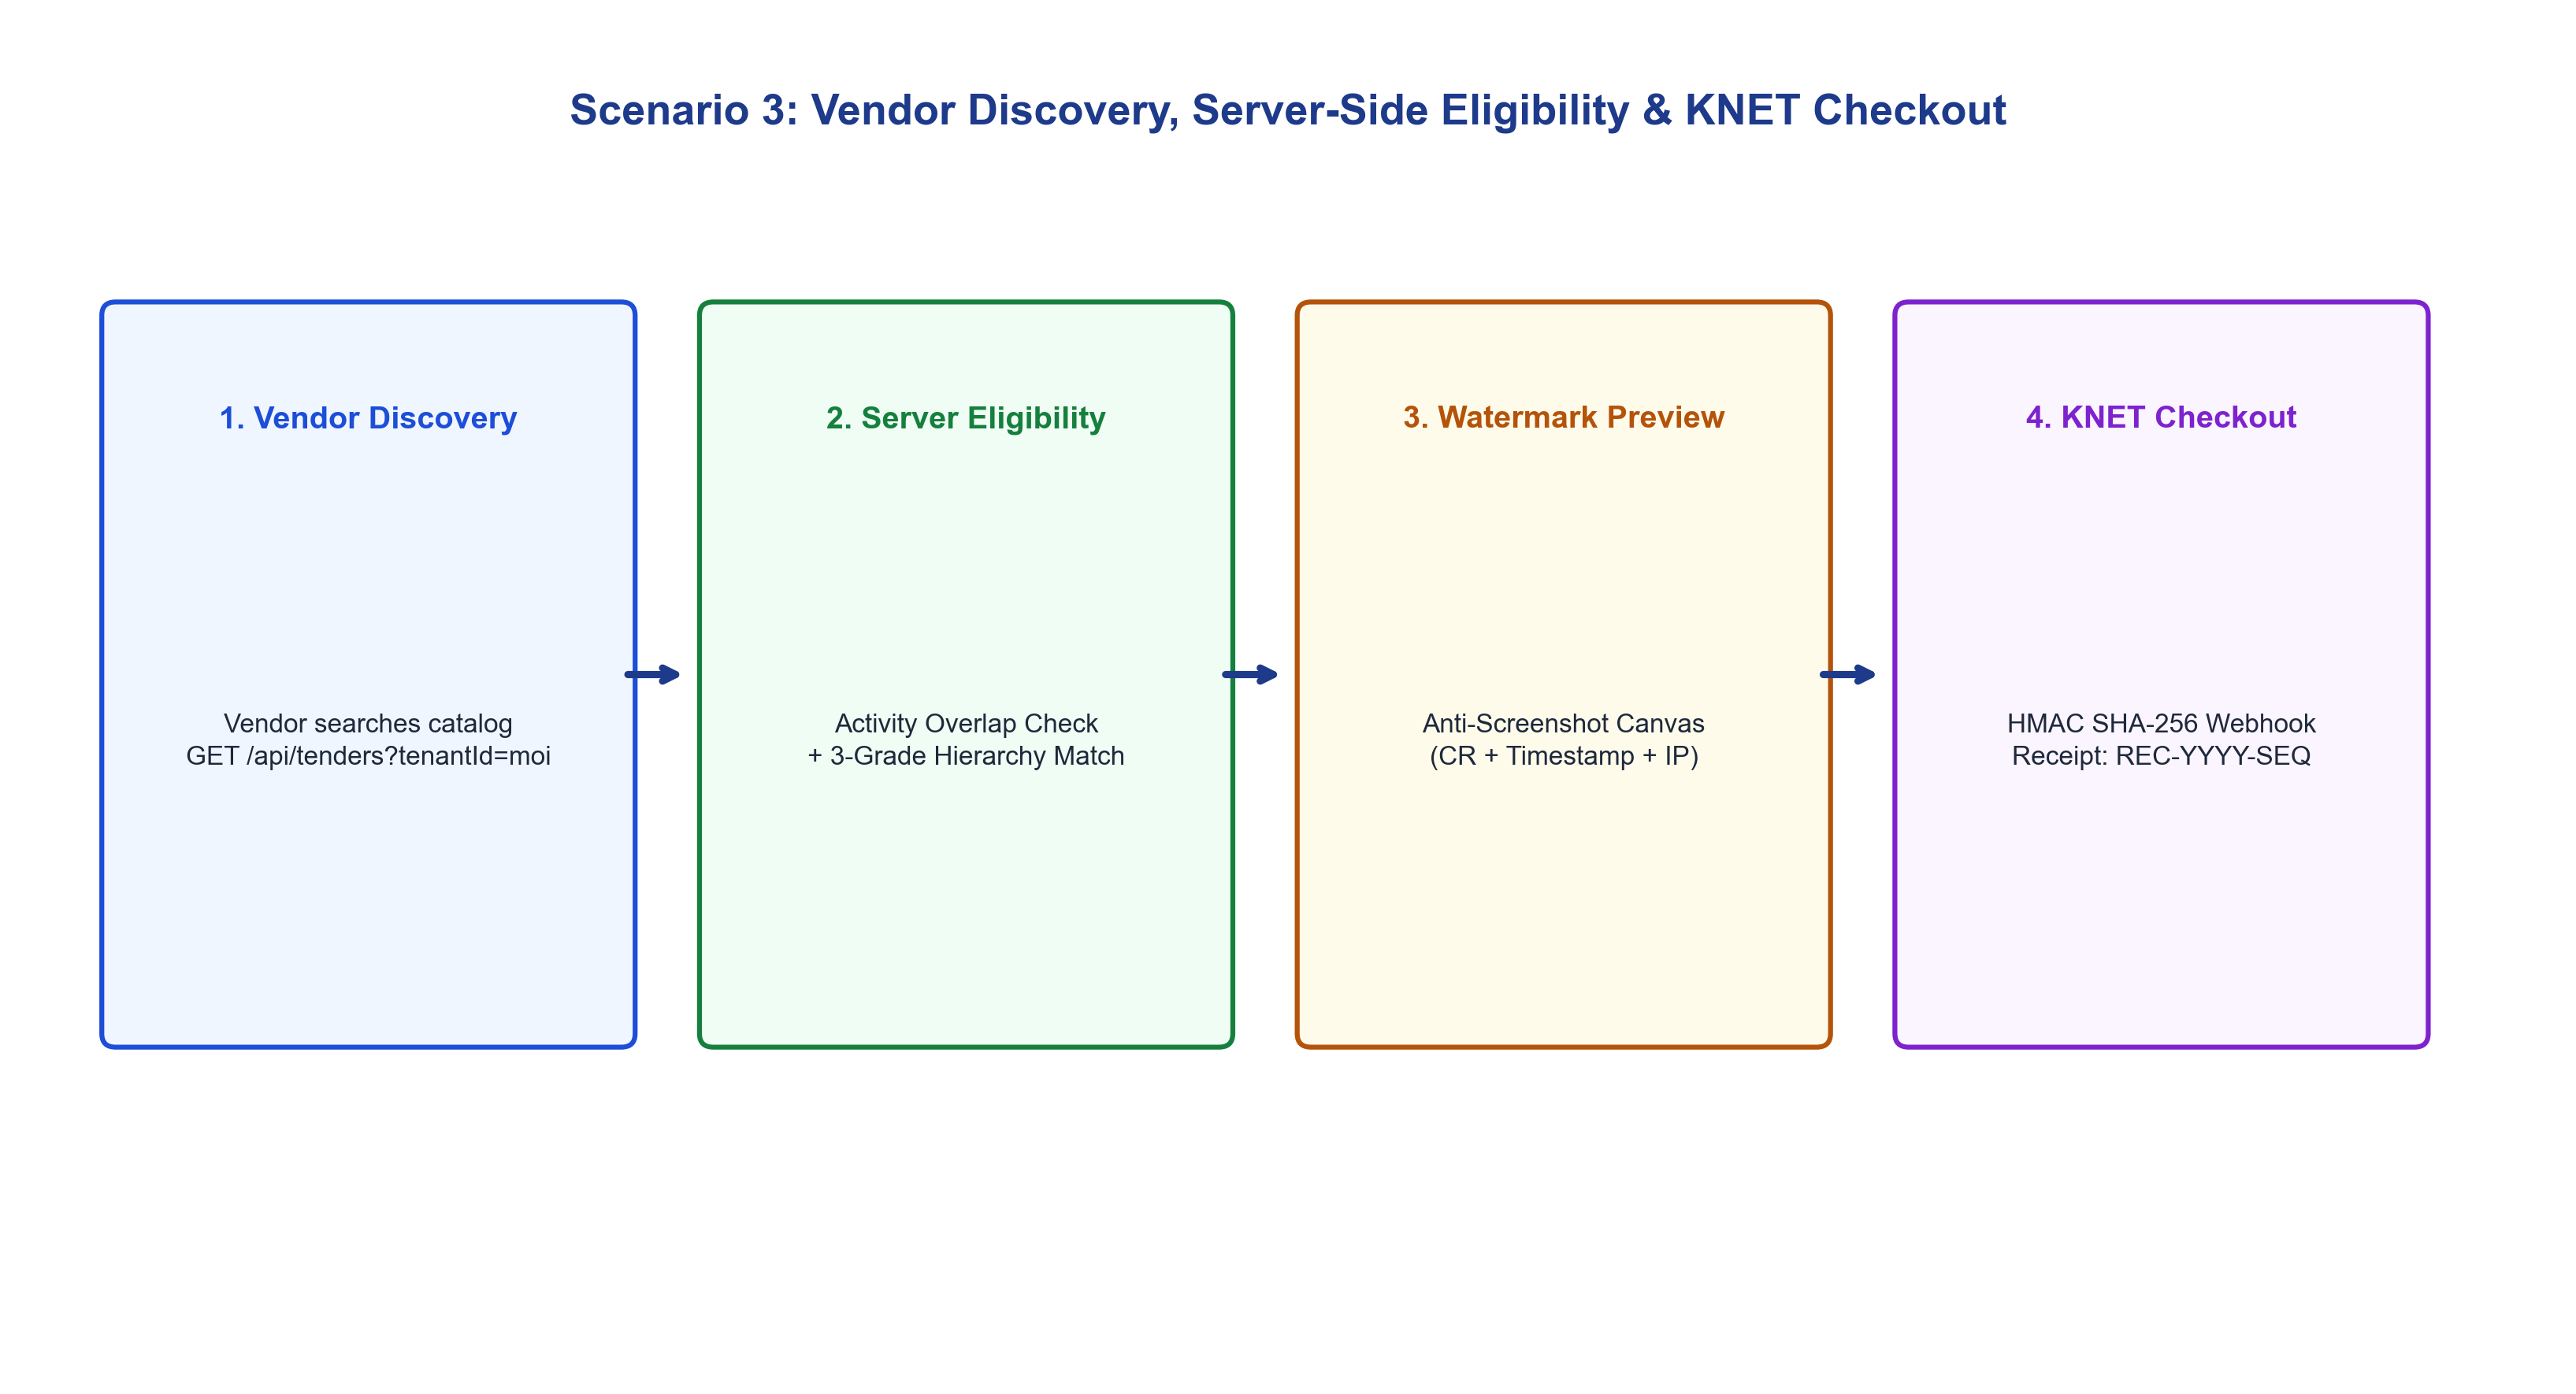 Scenario 3: Vendor Discovery, Server-Side Eligibility & KNET Checkout
1. Vendor Discovery
Vendor searches catalog
GET /api/tenders?tenantId=moi
2. Server Eligibility
Activity Overlap Check
+ 3-Grade Hierarchy Match
3. Watermark Preview
Anti-Screenshot Canvas
(CR + Timestamp + IP)
4. KNET Checkout
HMAC SHA-256 Webhook
Receipt: REC-YYYY-SEQ